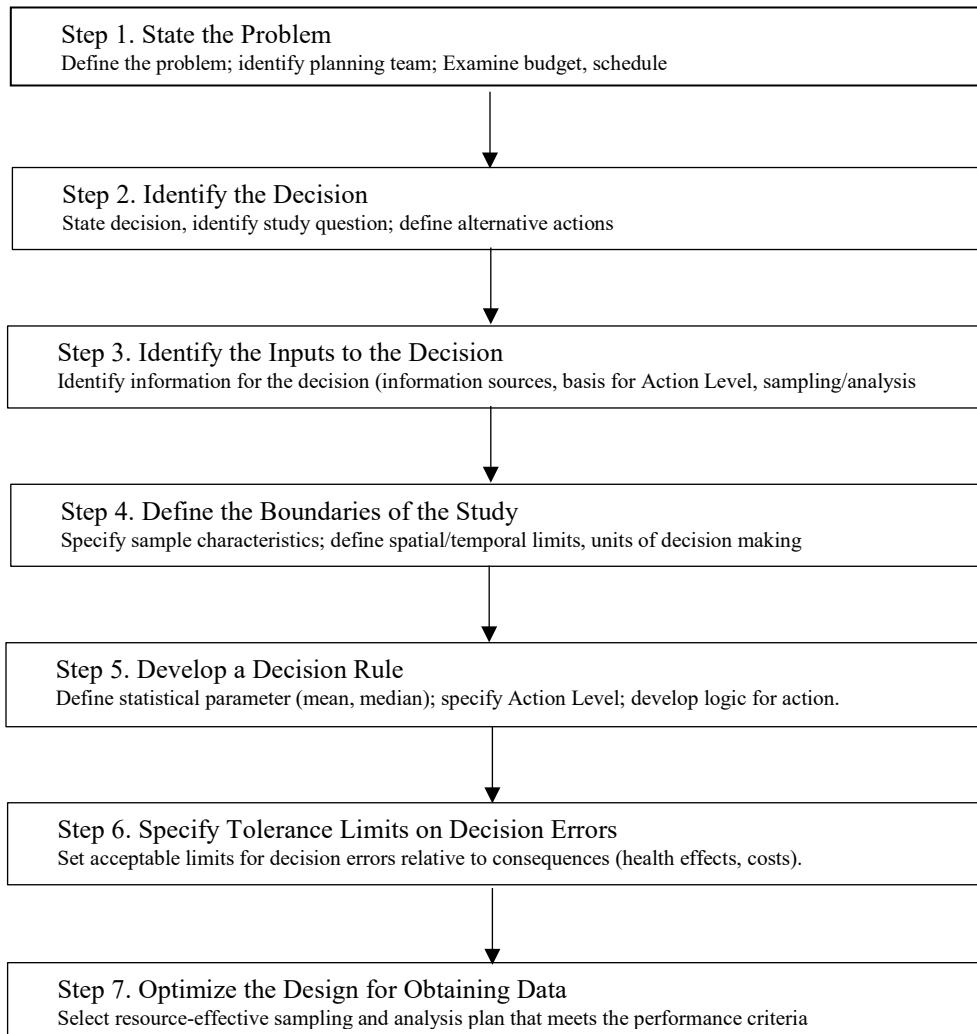 Step 1. State the Problem
Define the problem; identify planning team; Examine budget, schedule
Step 2. Identify the Decision
State decision, identify study question; define alternative actions
Step 3. Identify the Inputs to the Decision
Identify information for the decision (information sources, basis for Action Level, sampling/analysis
Step 4. Define the Boundaries of the Study
Specify sample characteristics; define spatial/temporal limits, units of decision making
Step 5. Develop a Decision Rule
Define statistical parameter (mean, median); specify Action Level; develop logic for action.
Step 6. Specify Tolerance Limits on Decision Errors
Set acceptable limits for decision errors relative to consequences (health effects, costs).
Step 7. Optimize the Design for Obtaining Data
Select resource-effective sampling and analysis plan that meets the performance criteria